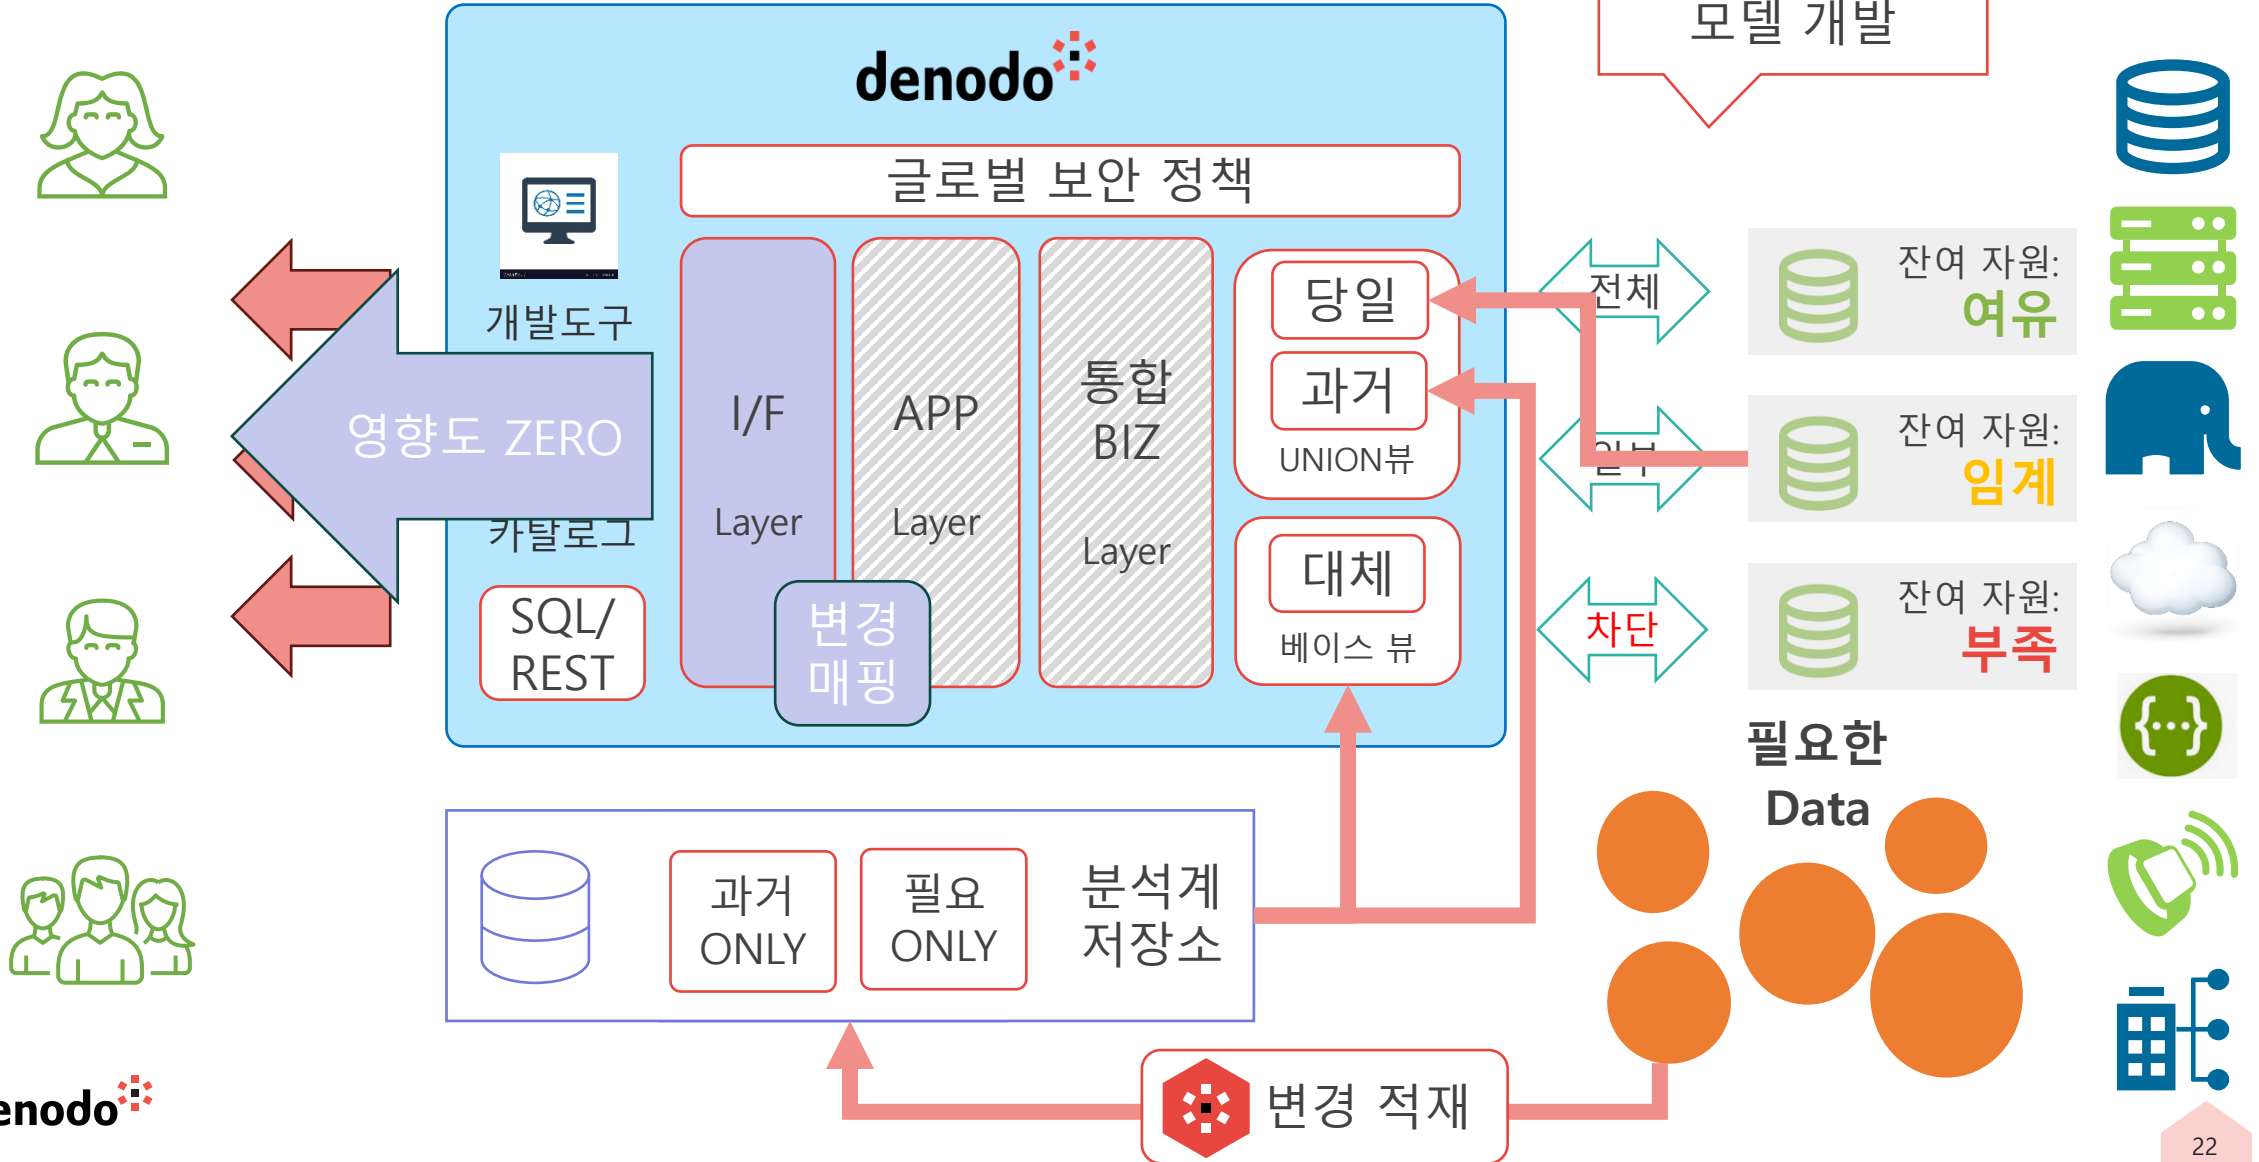 모델 개발
denodo
글로벌 보안 정책
개발도구
카탈로그
SQL/
REST
영향도 ZERO
I/F
Layer
APP
Layer
통합
BIZ
Layer
변경
매핑
당일
과거
UNION뷰
대체
베이스 뷰
전체
일부
차단
잔여 자원:
여유
잔여 자원:
임계
잔여 자원:
부족
필요한
Data
과거
ONLY
필요
ONLY
분석계
저장소
변경 적재
enodo
22